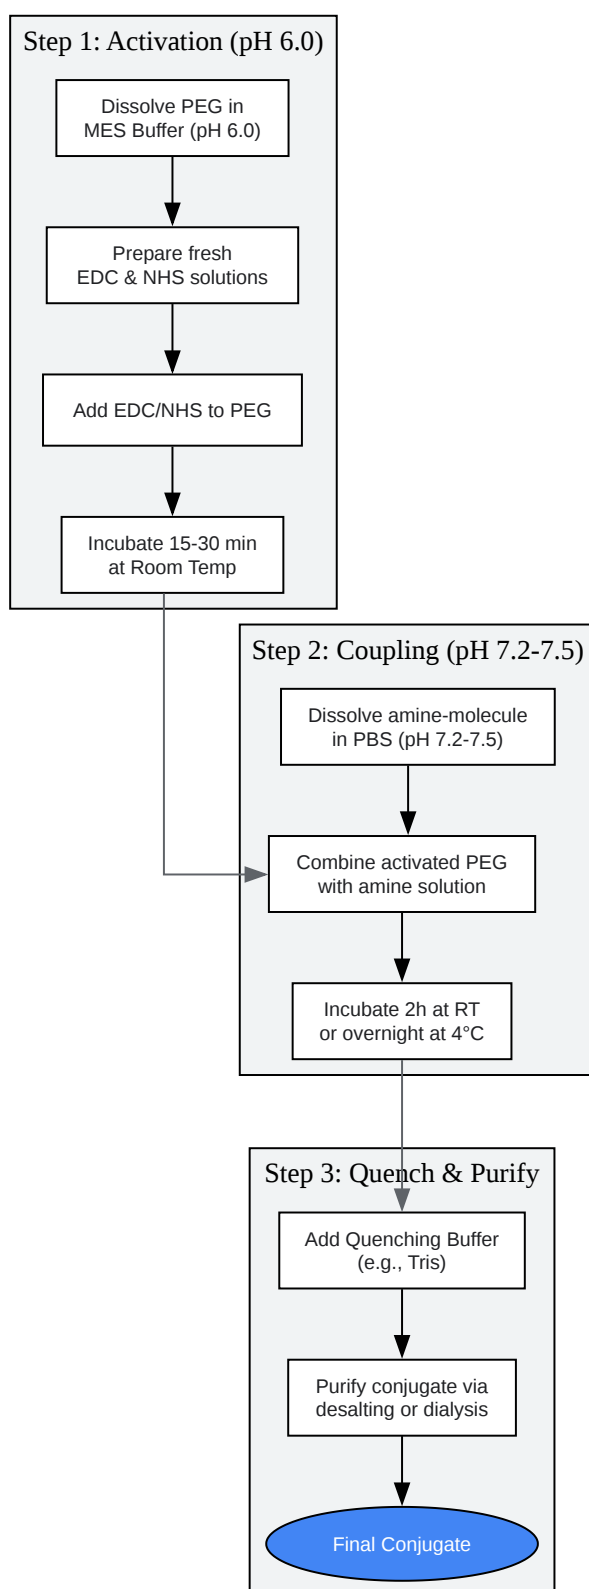 Step 1: Activation (pH 6.0)
Dissolve PEG in
MES Buffer (pH 6.0)
Prepare fresh
EDC & NHS solutions
Add EDC/NHS to PEG
Incubate 15-30 min
at Room Temp
Step 2: Coupling (pH 7.2-7.5)
Dissolve amine-molecule
in PBS (pH 7.2-7.5)
Combine activated PEG
with amine solution
Incubate 2h at RT
or overnight at 4°C
Step 3: Quench & Purify
Add Quenching Buffer
(e.g., Tris)
Purify conjugate via
desalting or dialysis
Final Conjugate